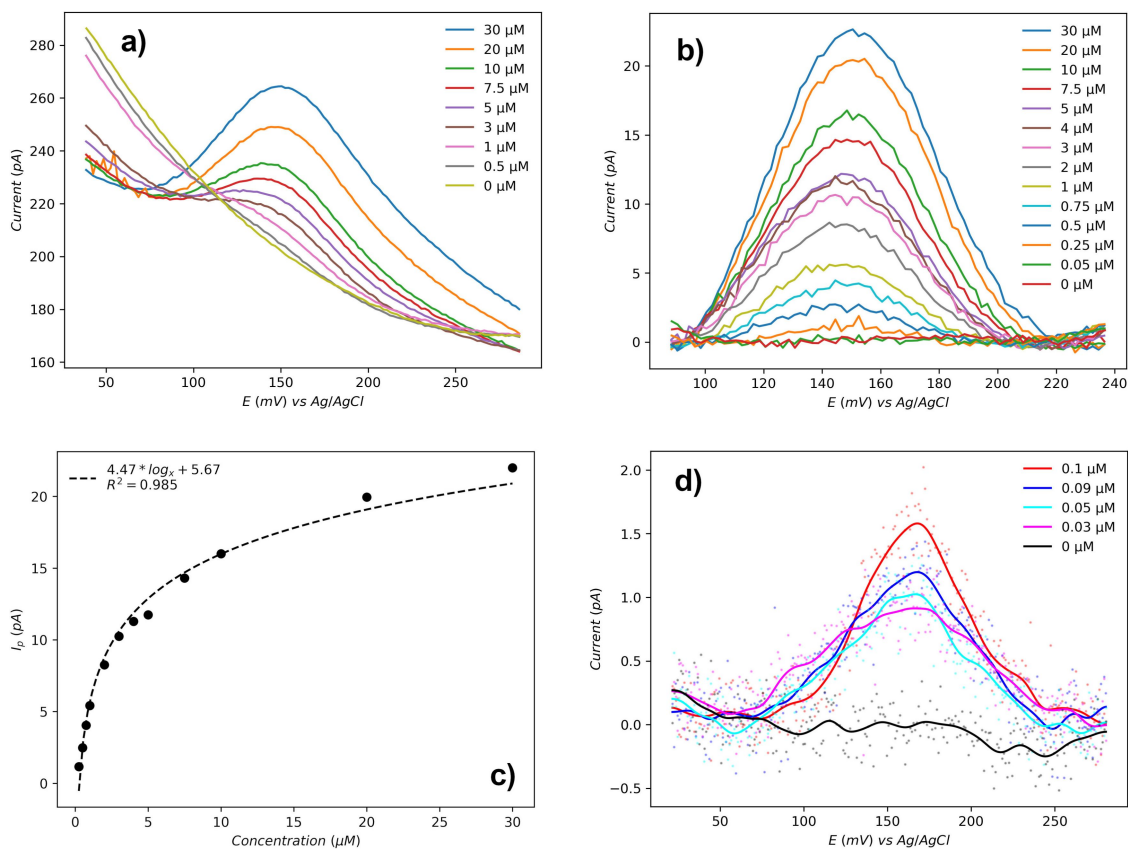 a)
30 μM
20 μM
10 μM
7.5 μM
5 μM
3 μM
1 μM
0.5 μM
0 μM
280
260
240
220
200
180
160
Current (pA)
50 100 150 200 250
E (mV) vs Ag/AgCl
b)
30 μM
20 μM
10 μM
7.5 μM
5 μM
4 μM
3 μM
2 μM
1 μM
0.75 μM
0.5 μM
0.25 μM
0.05 μM
0 μM
20
15
10
5
0
Current (pA)
100 120 140 160 180 200 220 240
E (mV) vs Ag/AgCl
4.47 * logₓ + 5.67
R² = 0.985
c)
20
15
10
5
0
Iₚ (pA)
0 5 10 15 20 25 30
Concentration (μM)
d)
0.1 μM
0.09 μM
0.05 μM
0.03 μM
0 μM
2.0
1.5
1.0
0.5
0.0
−0.5
Current (pA)
50 100 150 200 250
E (mV) vs Ag/AgCl